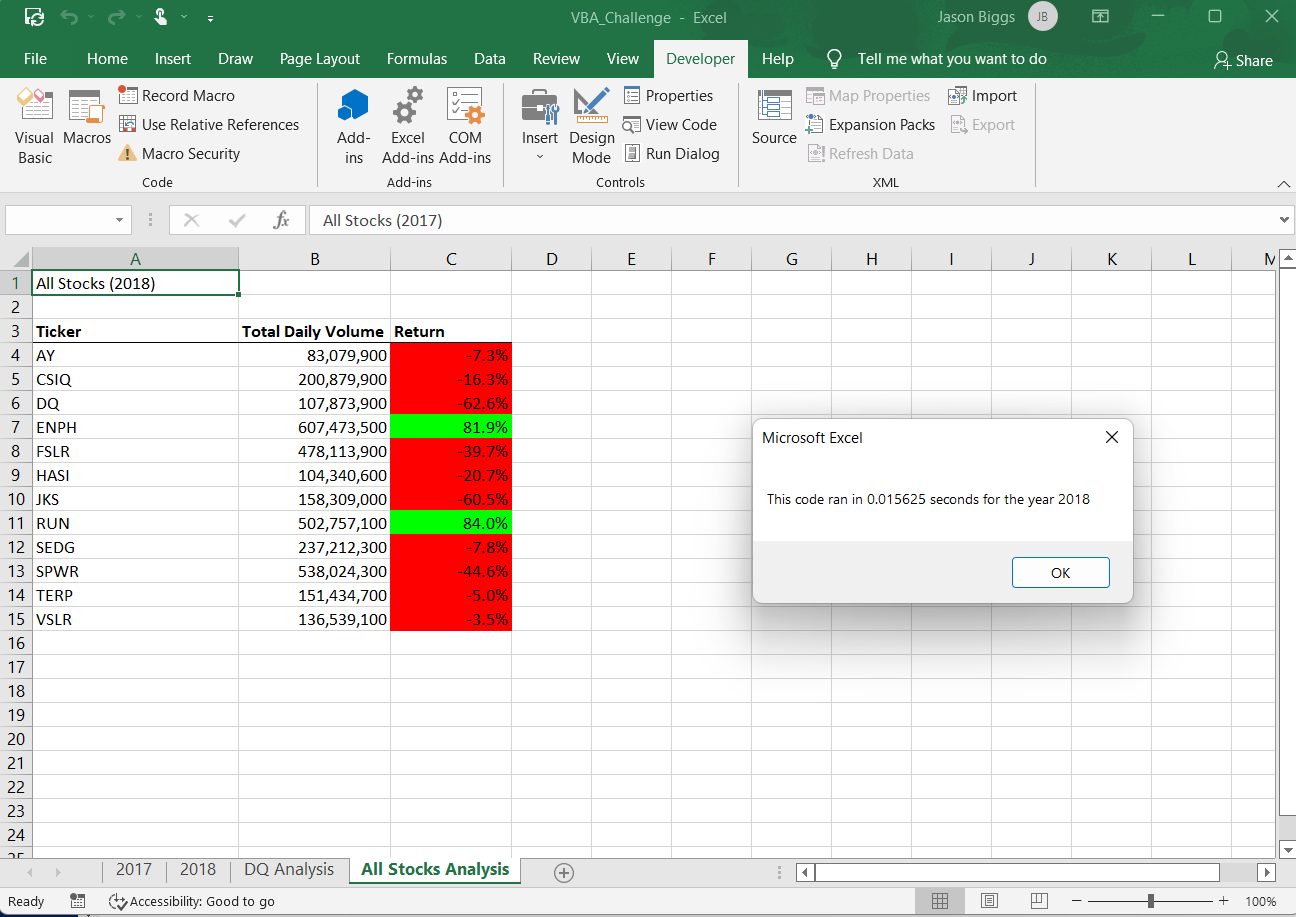 VBA_Challenge - Excel
Jason Biggs JB
File Home Insert Draw Page Layout Formulas Data Review View Developer Help Tell me what you want to do Share
Visual Basic
Macros
Record Macro
Use Relative References
Macro Security
Code
Add-ins
Excel Add-ins
COM Add-ins
Add-ins
Insert
Design Mode
Properties
View Code
Run Dialog
Controls
Source
Map Properties
Expansion Packs
Refresh Data
Import
Export
XML
fx All Stocks (2017)
A B C D E F G H I J K L M
1 All Stocks (2018)
2
3 Ticker Total Daily Volume Return
4 AY 83,079,900 -7.3%
5 CSIQ 200,879,900 -16.3%
6 DQ 107,873,900 -62.6%
7 ENPH 607,473,500 81.9%
8 FSLR 478,113,900 -39.7%
9 HASI 104,340,600 -20.7%
10 JKS 158,309,000 -60.5%
11 RUN 502,757,100 84.0%
12 SEDG 237,212,300 -7.8%
13 SPWR 538,024,300 -44.6%
14 TERP 151,434,700 -5.0%
15 VSLR 136,539,100 -3.5%
16
17
18
19
20
21
22
23
24
25
Microsoft Excel
This code ran in 0.015625 seconds for the year 2018
OK
2017 2018 DQ Analysis All Stocks Analysis
Ready Accessibility: Good to go 100%